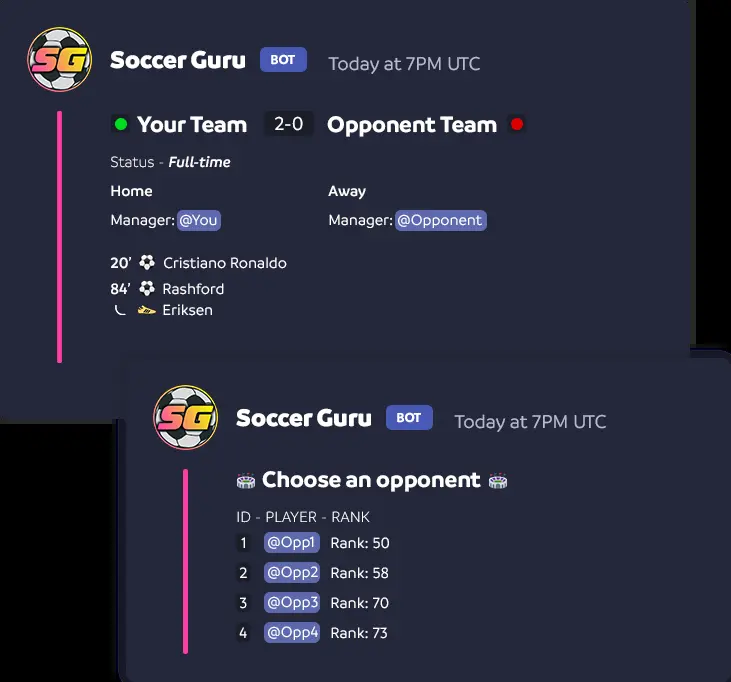 SG Soccer Guru BOT Today at 7PM UTC
Your Team 2-0 Opponent Team
Status - Full-time
Home Away
Manager: @You Manager: @Opponent
20' Cristiano Ronaldo
84' Rashford
Eriksen
SG Soccer Guru BOT Today at 7PM UTC
Choose an opponent
ID - PLAYER - RANK
1 @Opp1 Rank: 50
2 @Opp2 Rank: 58
3 @Opp3 Rank: 70
4 @Opp4 Rank: 73